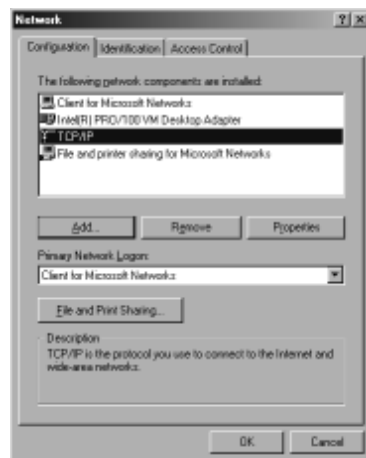 Network
Configuration Identification Access Control
The following network components are installed:
Client for Microsoft Networks
Intel(R) PRO/100 VM Desktop Adapter
TCP/IP
File and printer sharing for Microsoft Networks
Add... Remove Properties
Primary Network Logon:
Client for Microsoft Networks
File and Print Sharing...
Description
TCP/IP is the protocol you use to connect to the Internet and
wide-area networks.
OK Cancel